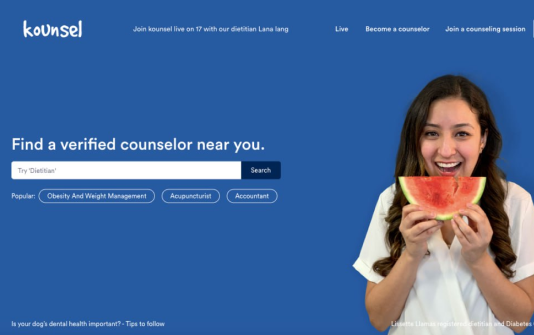 kounsel
Join kounsel live on 17 with our dietitian Lana lang
Live
Become a counselor
Join a counseling session
Find a verified counselor near you.
Try 'Dietitian'
Search
Popular:
Obesity And Weight Management
Acupuncturist
Accountant
Is your dog's dental health important? - Tips to follow
registered dietitian and Diabetes